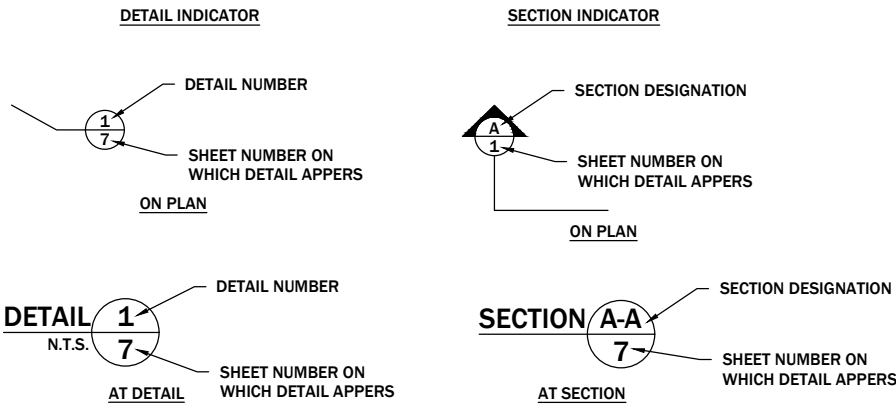 DETAIL INDICATOR
DETAIL NUMBER
1
7
SHEET NUMBER ON
WHICH DETAIL APPERS
ON PLAN
SECTION INDICATOR
SECTION DESIGNATION
A
1
SHEET NUMBER ON
WHICH DETAIL APPERS
ON PLAN
DETAIL NUMBER
DETAIL 1
N.T.S. 7
SHEET NUMBER ON
WHICH DETAIL APPERS
AT DETAIL
SECTION DESIGNATION
SECTION A-A
7
SHEET NUMBER ON
WHICH DETAIL APPERS
AT SECTION